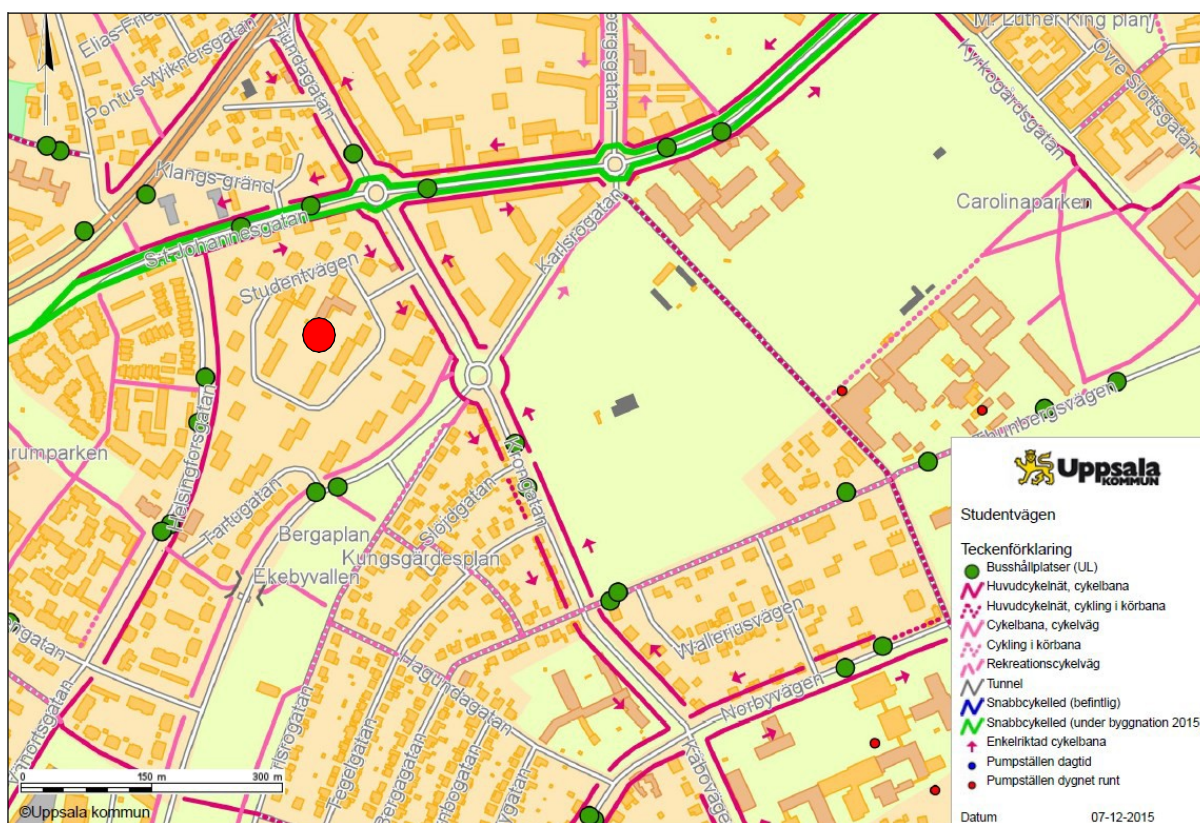 Elias-Fries
Pontus-Wiknersgatan
M. Luther King plan
Övre Slottsgatan
Kyrkogårdsgatan
Klangs-gränd
Carolinaparken
S:t Johannesgatan
Studentvägen
Karlsrogatan
Helsingforsgatan
Krongatan
Slöjdgatan
Tartugatan
Bergaplan
Kungsgärdesplan
Ekebyvallen
Thunbergsvägen
Walleriusvägen
Hagundagatan
Norbyvägen
Tegelgatan
Bergagatan
0 150 m 300 m
©Uppsala kommun
Uppsala
KOMMUN
Studentvägen
Teckenförklaring
Busshållplatser (UL)
Huvudcykelnät, cykelbana
Huvudcykelnät, cykling i körbana
Cykelbana, cykelväg
Cykling i körbana
Rekreationscykelväg
Tunnel
Snabbcykelled (befintlig)
Snabbcykelled (under byggnation 2015
Enkelriktad cykelbana
Pumpställen dagtid
Pumpställen dygnet runt
Datum 07-12-2015